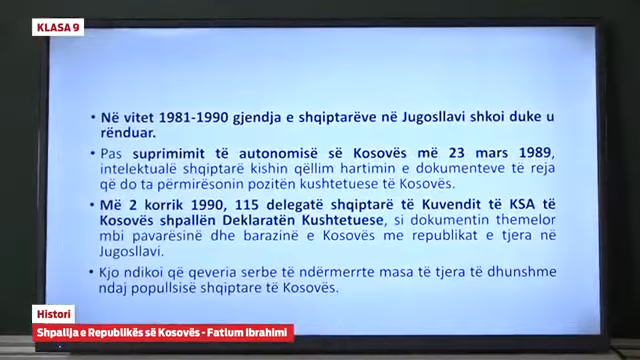 KLASA 9
• Në vitet 1981-1990 gjendja e shqiptarëve në Jugosllavi shkoi duke u
rënduar.
• Pas suprimimit të autonomisë së Kosovës më 23 mars 1989,
intelektualë shqiptarë kishin qëllim hartimin e dokumenteve të reja
që do ta përmirësonin pozitën kushtetuese të Kosovës.
• Më 2 korrik 1990, 115 delegatë shqiptarë të Kuvendit të KSA të
Kosovës shpallën Deklaratën Kushtetuese, si dokumentin themelor
mbi pavarësinë dhe barazinë e Kosovës me republikat e tjera në
Jugosllavi.
• Kjo ndikoi që qeveria serbe të ndërmerrte masa të tjera të dhunshme
ndaj popullsisë shqiptare të Kosovës.
Histori
Shpallja e Republikës së Kosovës - Fatlum Ibrahimi